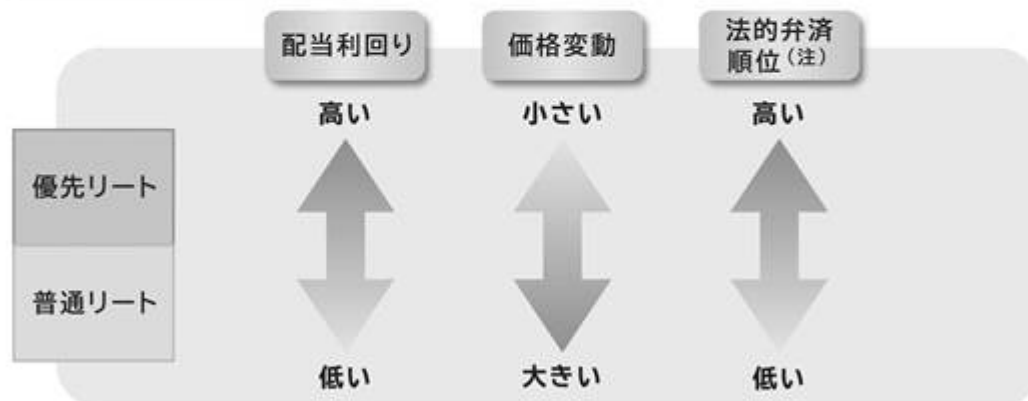 配当利回り
価格変動
法的弁済
順位(注)
高い
小さい
高い
優先リート
普通リート
低い
大きい
低い